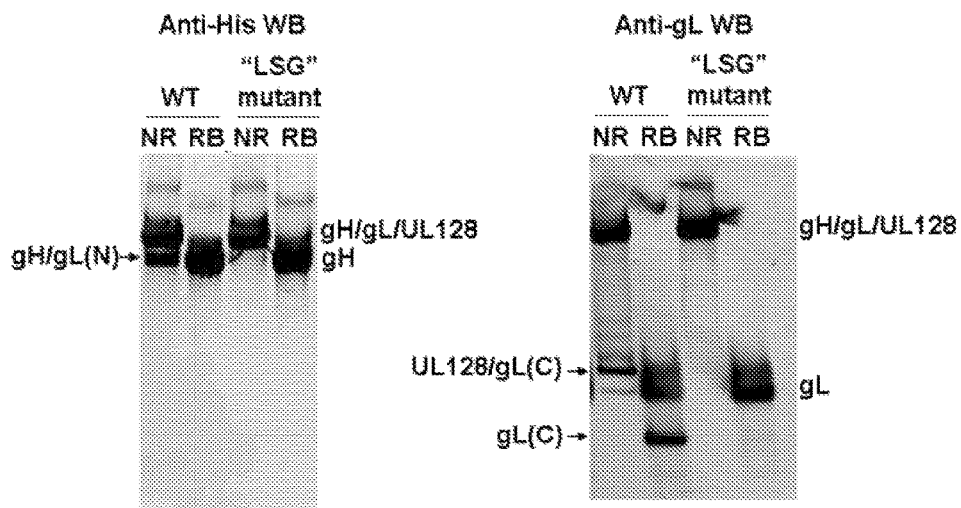 Anti-His WB
"LSG"
WT mutant
NR RB NR RB
gH/gL/UL128
gH/gL(N)→
gH
Anti-gL WB
"LSG"
WT mutant
NR RB NR RB
gH/gL/UL128
UL128/gL(C)→
gL
gL(C)→